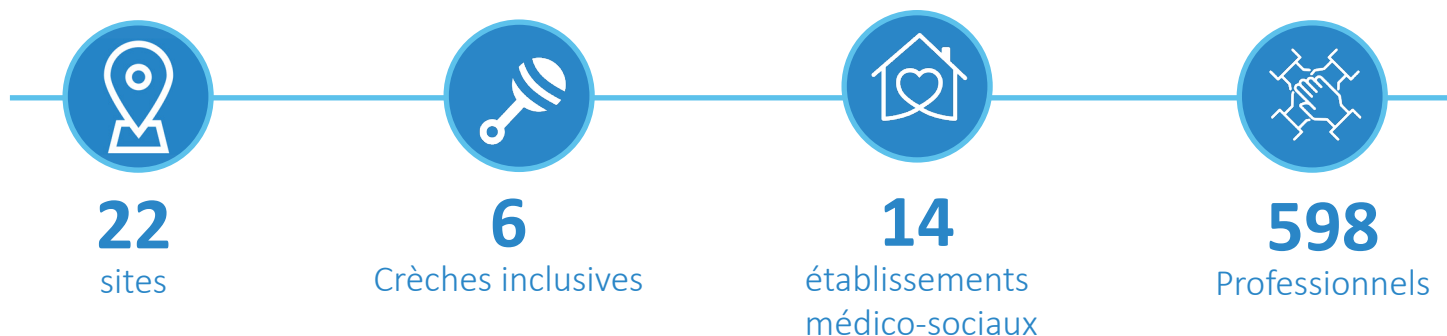 22
sites
6
Crèches inclusives
14
établissements
médico-sociaux
598
Professionnels